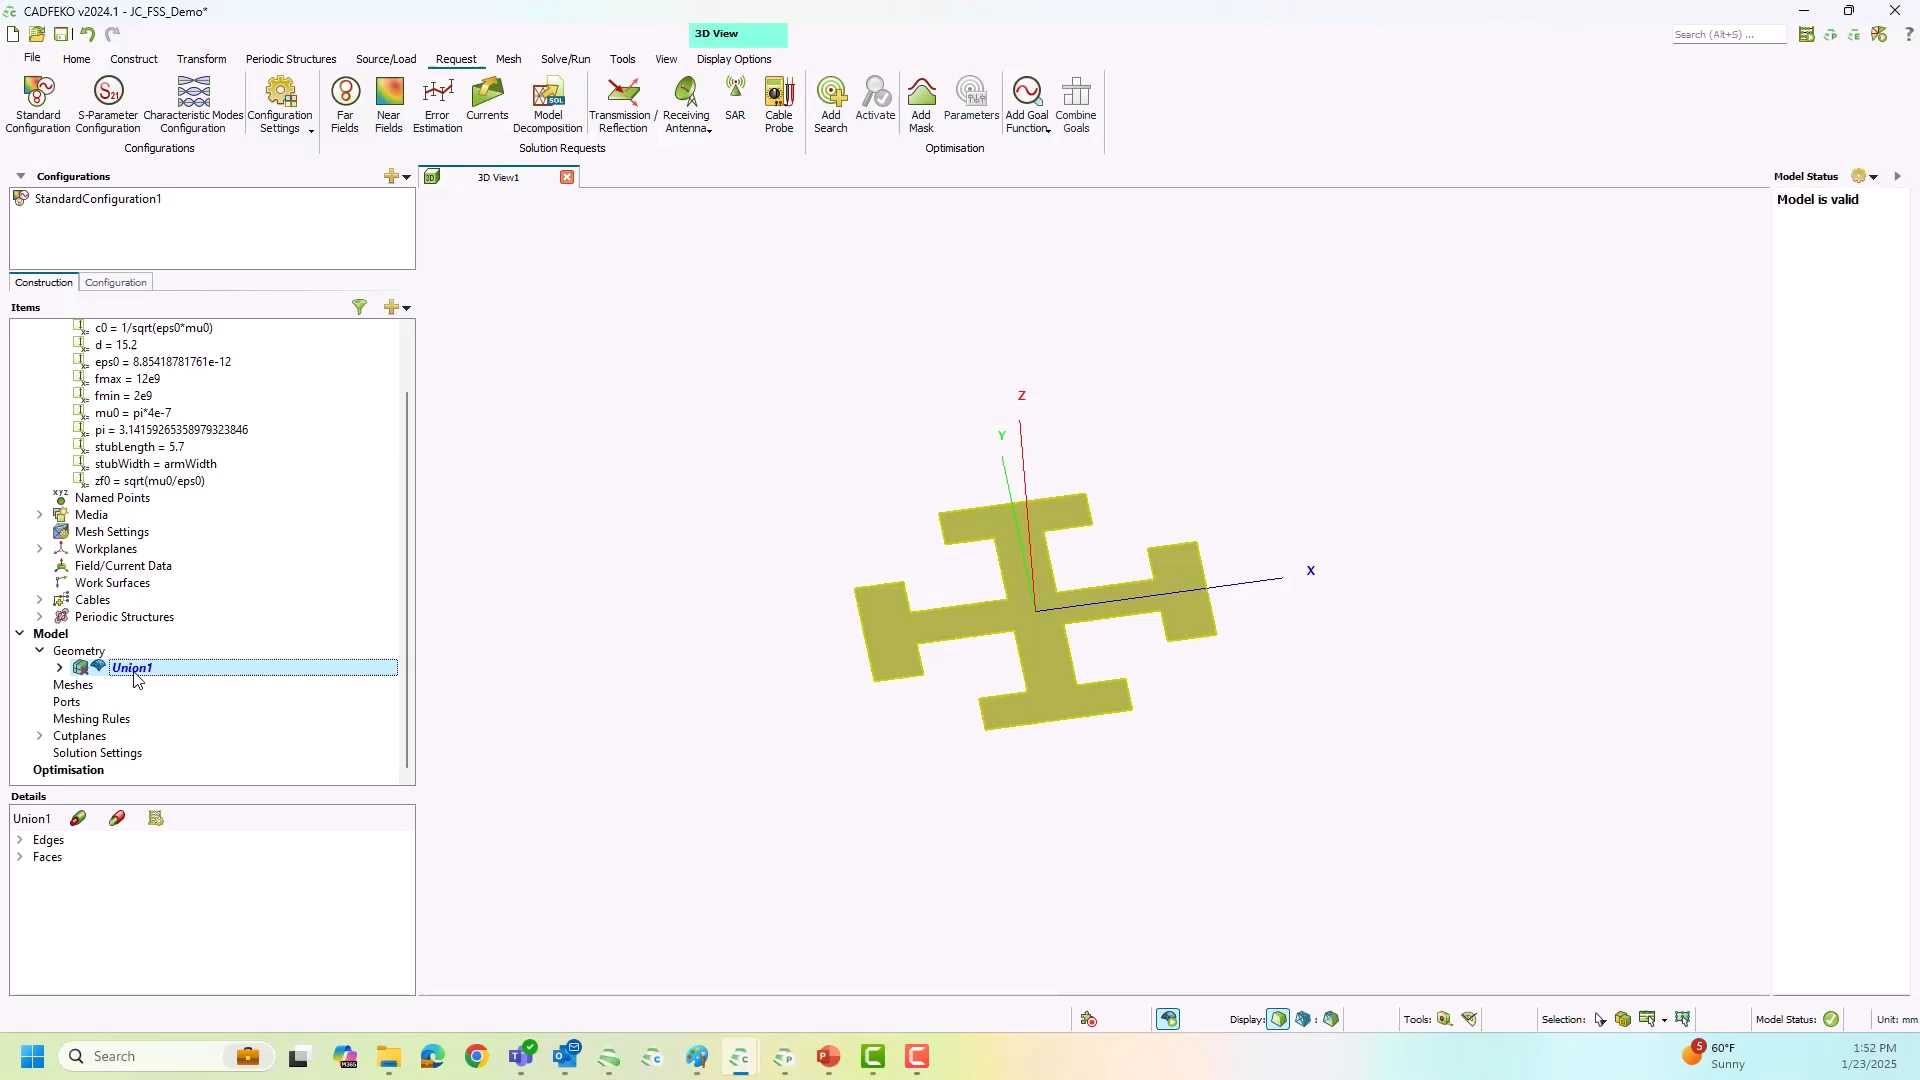 CADFEKO v2024.1 - JC_FSS_Demo*
3D View
Search (Alt+S) ...
File Home Construct Transform Periodic Structures Source/Load Request Mesh Solve/Run Tools View Display Options
Standard Configuration
S-Parameter Configuration
Characteristic Modes Configuration
Configuration Settings
Far Fields
Near Fields
Error Estimation
Currents
Model Decomposition
Transmission / Reflection
Receiving Antenna
SAR
Cable Probe
Add Search
Activate
Add Mask
Parameters
Add Goal Function
Combine Goals
Configurations
Solution Requests
Optimisation
Configurations
3D View1
Model Status
StandardConfiguration1
Model is valid
Construction Configuration
Items
c0 = 1/sqrt(eps0*mu0)
d = 15.2
eps0 = 8.85418781761e-12
fmax = 12e9
fmin = 2e9
mu0 = pi*4e-7
pi = 3.14159265358979323846
stubLength = 5.7
stubWidth = armWidth
zf0 = sqrt(mu0/eps0)
Named Points
Media
Mesh Settings
Workplanes
Field/Current Data
Work Surfaces
Cables
Periodic Structures
Model
Geometry
Union1
Meshes
Ports
Meshing Rules
Cutplanes
Solution Settings
Optimisation
Z
Y
X
Details
Union1
Edges
Faces
Display: Tools: Selection: Model Status: Unit: mm
Search
5
60°F
Sunny
1:52 PM
1/23/2025